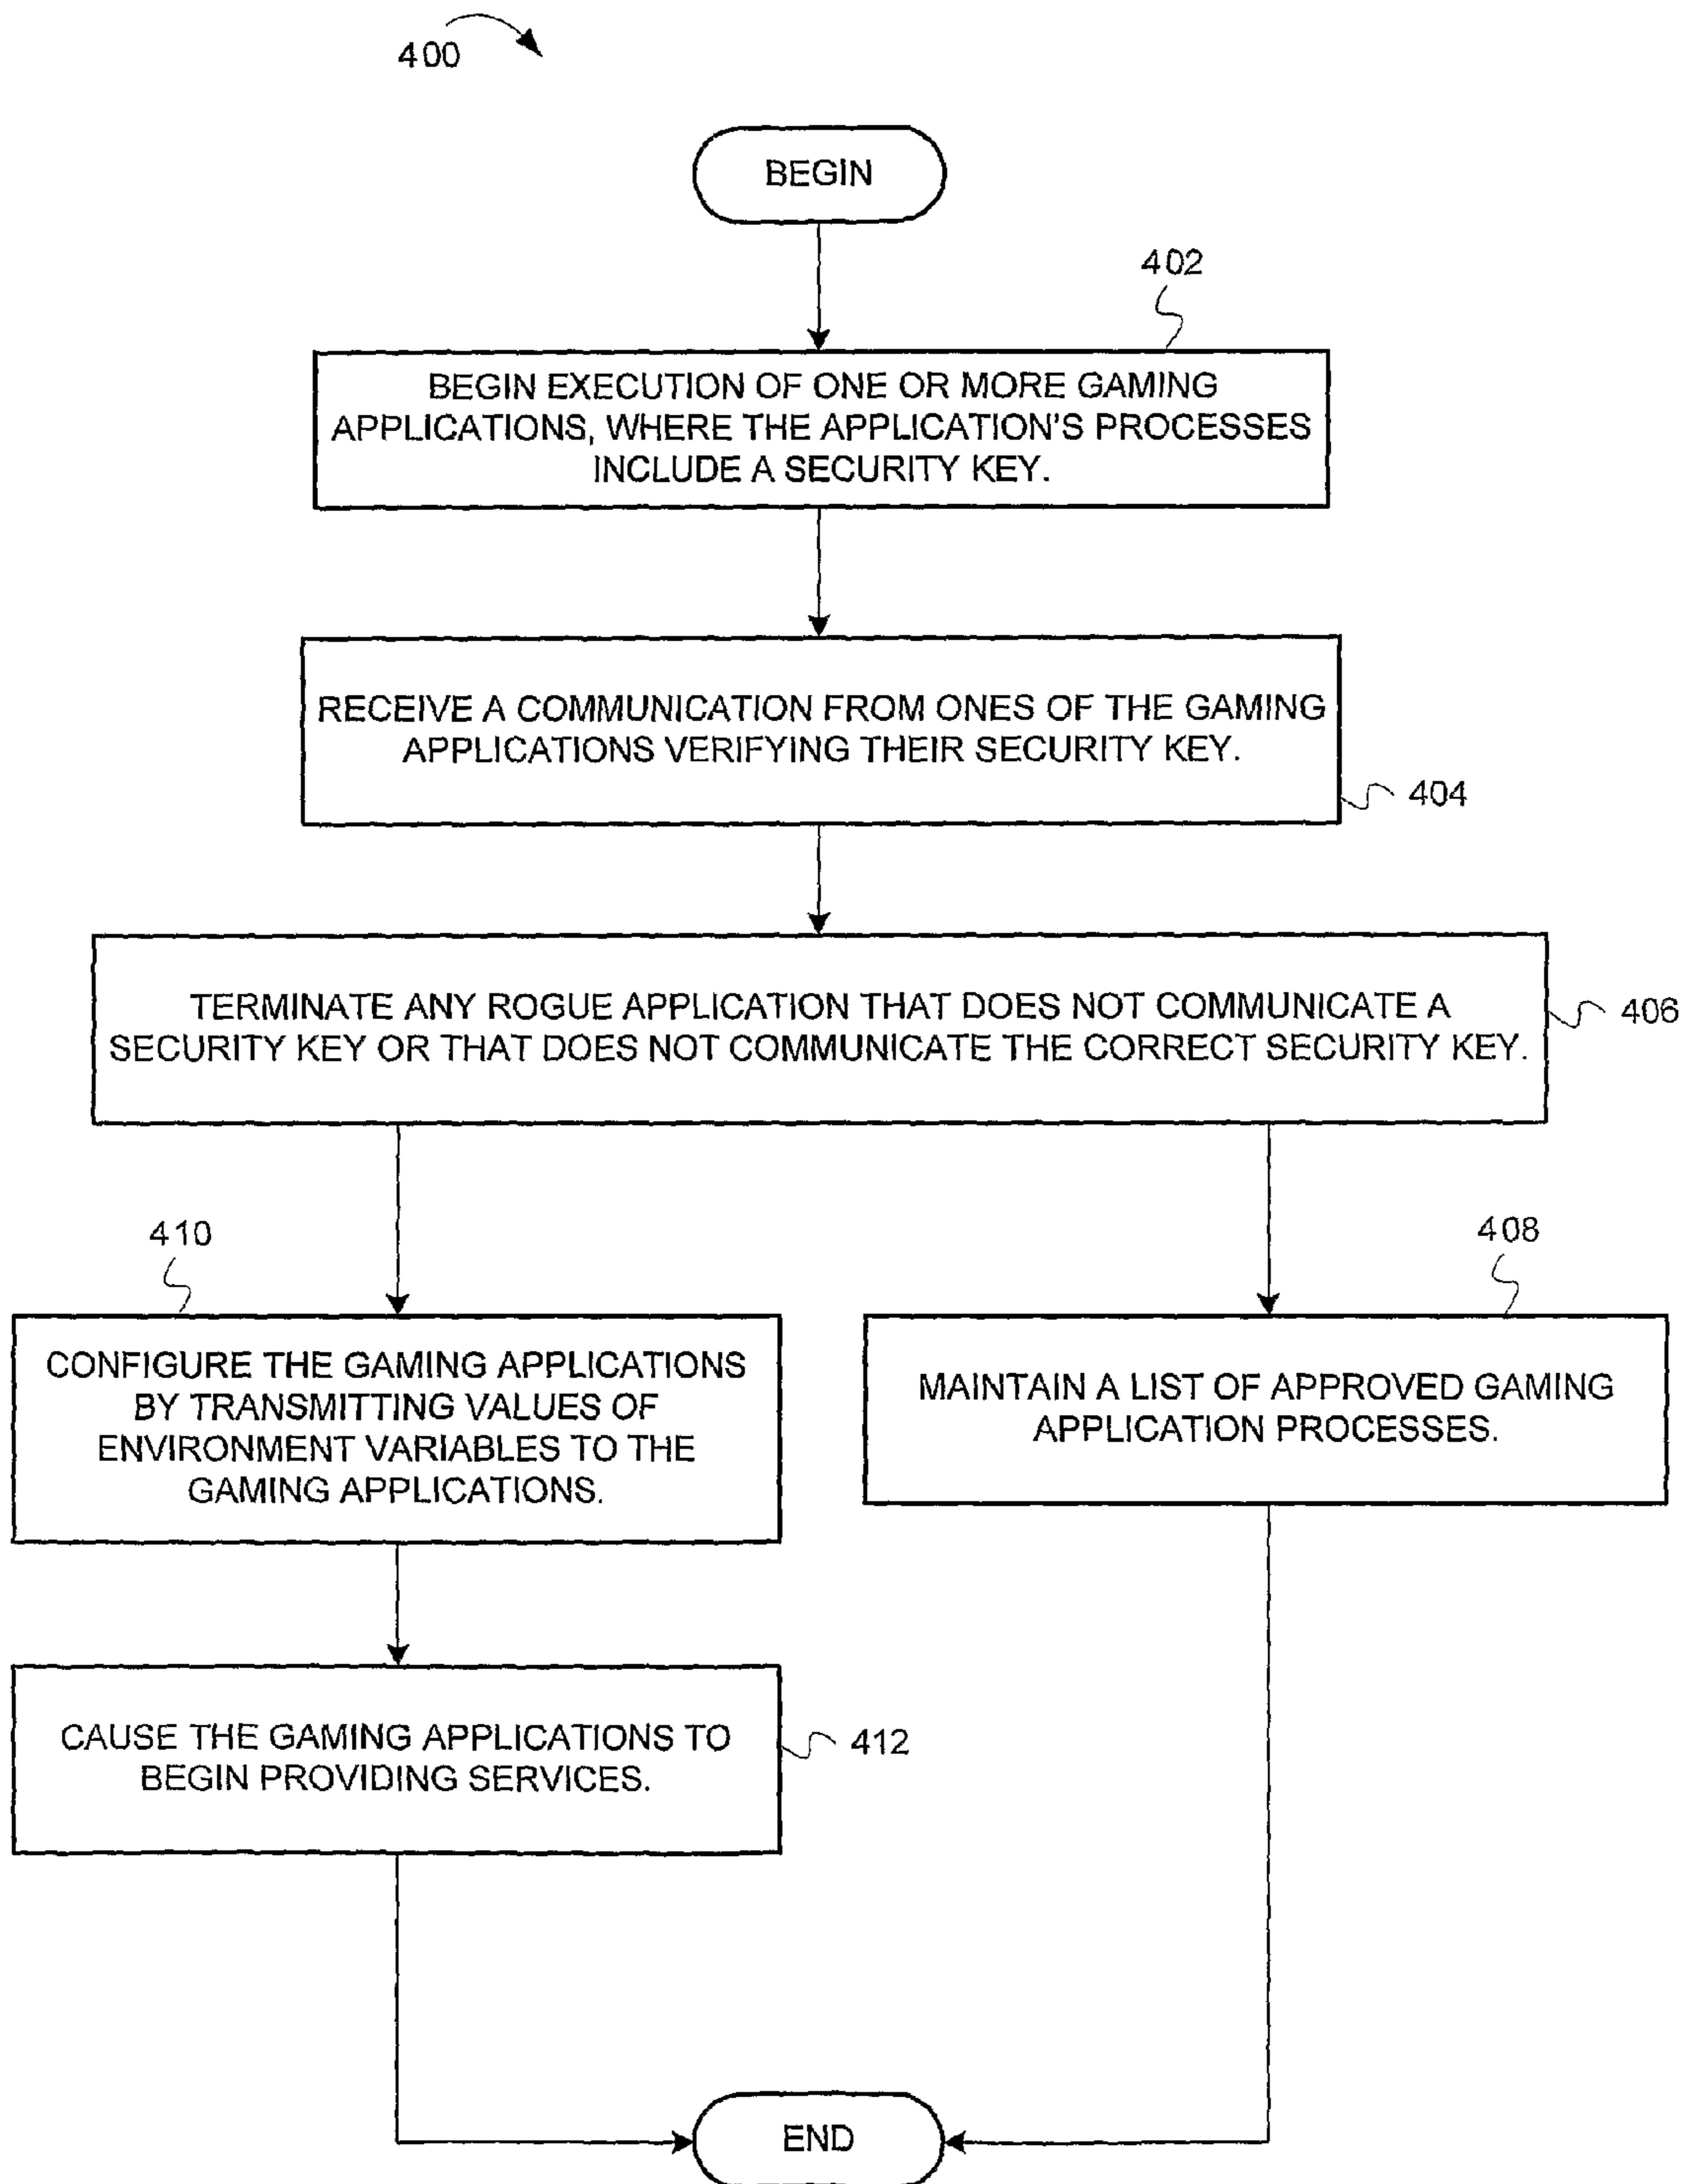 400
BEGIN
402
BEGIN EXECUTION OF ONE OR MORE GAMING
APPLICATIONS, WHERE THE APPLICATION'S PROCESSES
INCLUDE A SECURITY KEY.
RECEIVE A COMMUNICATION FROM ONES OF THE GAMING
APPLICATIONS VERIFYING THEIR SECURITY KEY.
404
TERMINATE ANY ROGUE APPLICATION THAT DOES NOT COMMUNICATE A
SECURITY KEY OR THAT DOES NOT COMMUNICATE THE CORRECT SECURITY KEY.
406
410
CONFIGURE THE GAMING APPLICATIONS
BY TRANSMITTING VALUES OF
ENVIRONMENT VARIABLES TO THE
GAMING APPLICATIONS.
408
MAINTAIN A LIST OF APPROVED GAMING
APPLICATION PROCESSES.
CAUSE THE GAMING APPLICATIONS TO
BEGIN PROVIDING SERVICES.
412
END